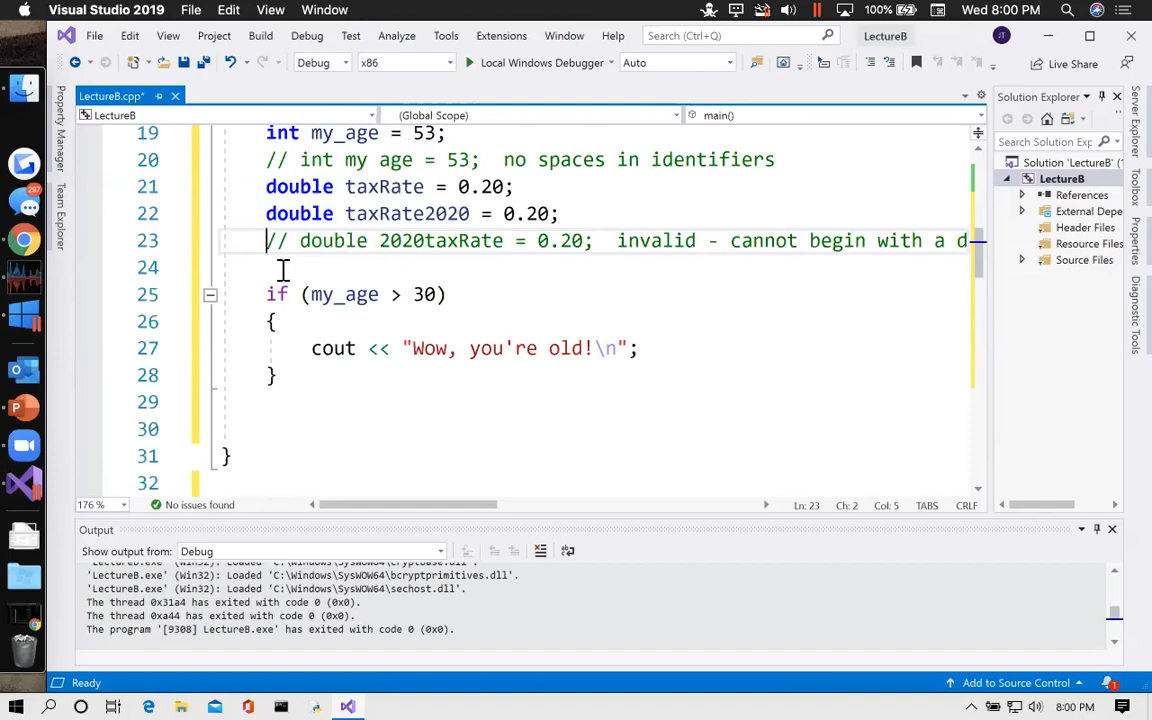 Visual Studio 2019 File Edit View Window 100% Wed 8:00 PM
File Edit View Project Build Debug Test Analyze Tools Extensions Window Help Search (Ctrl+Q) LectureB JT
Debug x86 Local Windows Debugger Auto Live Share
LectureB.cpp*
LectureB (Global Scope) main()
19 int my_age = 53;
20 // int my age = 53;  no spaces in identifiers
21 double taxRate = 0.20;
22 double taxRate2020 = 0.20;
23 // double 2020taxRate = 0.20;  invalid - cannot begin with a d
24
25 if (my_age > 30)
26 {
27 cout << "Wow, you're old!\n";
28 }
29
30
31 }
32
176 % No issues found Ln: 23 Ch: 2 Col: 5 TABS CRLF
Property Manager
Team Explorer
297
Solution Explorer
Search Solution
Solution 'LectureB' (1
LectureB
References
External Depe
Header Files
Resource Files
Source Files
Server Explorer
Toolbox
Properties
Diagnostic Tools
Output
Show output from: Debug
'LectureB.exe' (Win32): Loaded 'C:\Windows\SysWOW64\cryptbase.dll'.
'LectureB.exe' (Win32): Loaded 'C:\Windows\SysWOW64\bcryptprimitives.dll'.
'LectureB.exe' (Win32): Loaded 'C:\Windows\SysWOW64\sechost.dll'.
The thread 0x31a4 has exited with code 0 (0x0).
The thread 0xa44 has exited with code 0 (0x0).
The program '[9308] LectureB.exe' has exited with code 0 (0x0).
Ready Add to Source Control 1
8:00 PM